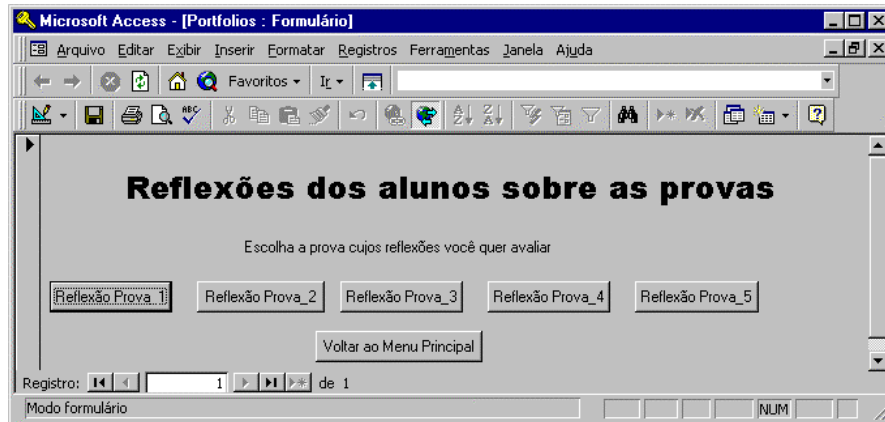 Microsoft Access - [Portfolios : Formulário]
Arquivo Editar Exibir Inserir Formatar Registros Ferramentas Janela Ajuda
Favoritos Ir
Reflexões dos alunos sobre as provas
Escolha a prova cujos reflexões você quer avaliar
Reflexão Prova_1 Reflexão Prova_2 Reflexão Prova_3 Reflexão Prova_4 Reflexão Prova_5
Voltar ao Menu Principal
Registro: 1 de 1
Modo formulário NUM